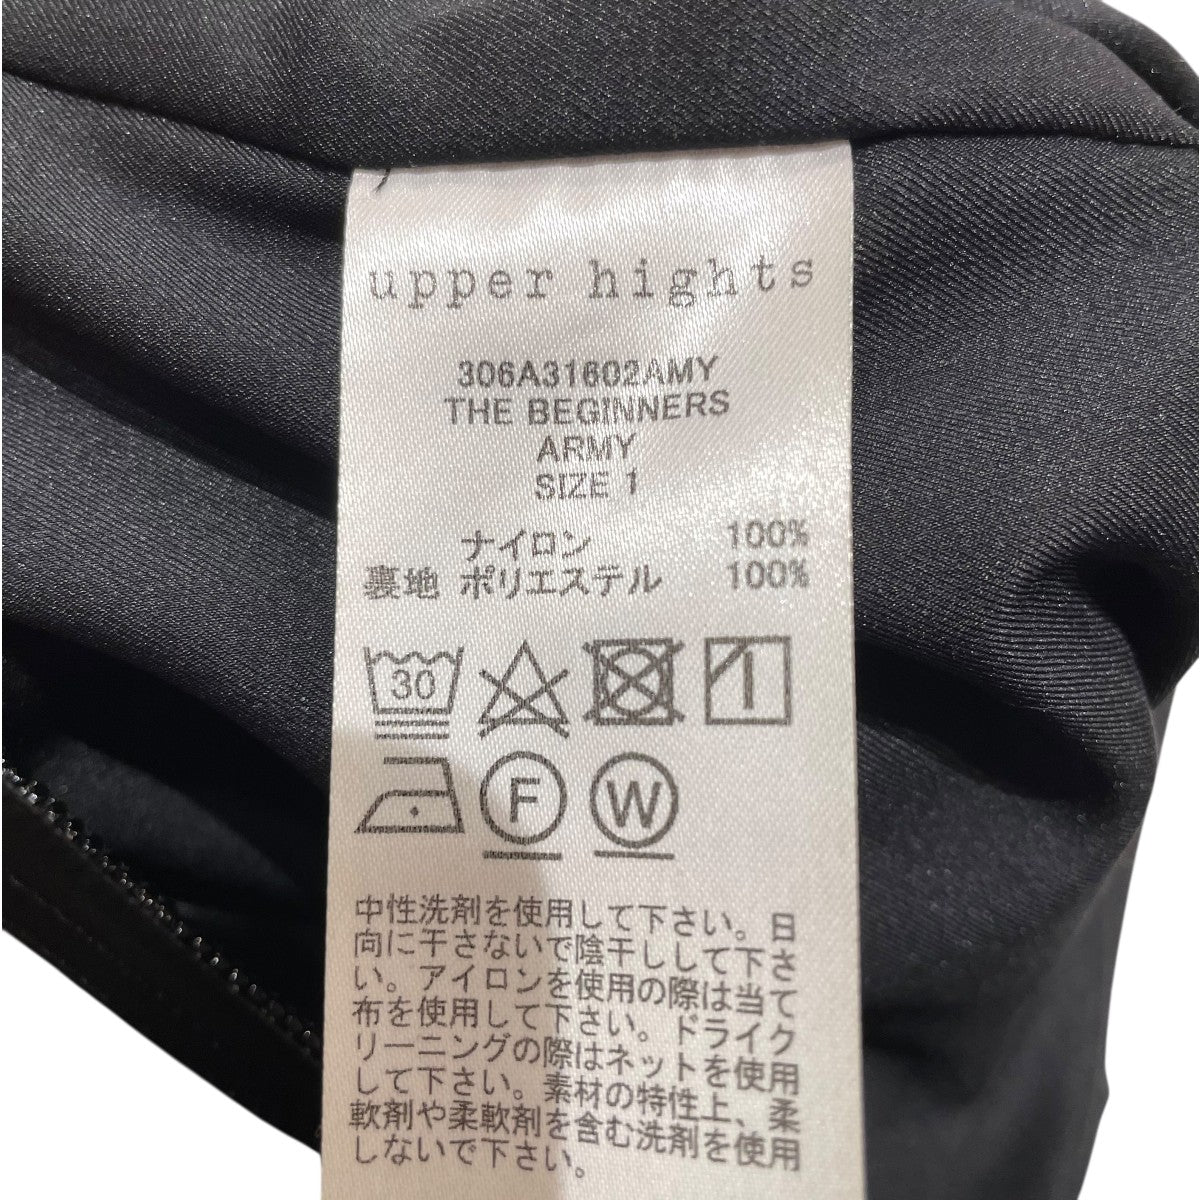 upper hights
306A31602AMY
THE BEGINNERS
ARMY
SIZE 1
ナイロン 100%
裏地 ポリエステル 100%
30
F W
中性洗剤を使用して下さい。日
向に干さないで陰干しして下さ
い。アイロンを使用の際は当て
布を使用して下さい。ドライク
リーニングの際はネットを使用
して下さい。素材の特性上、柔
軟剤や柔軟剤を含む洗剤を使用
しないで下さい。